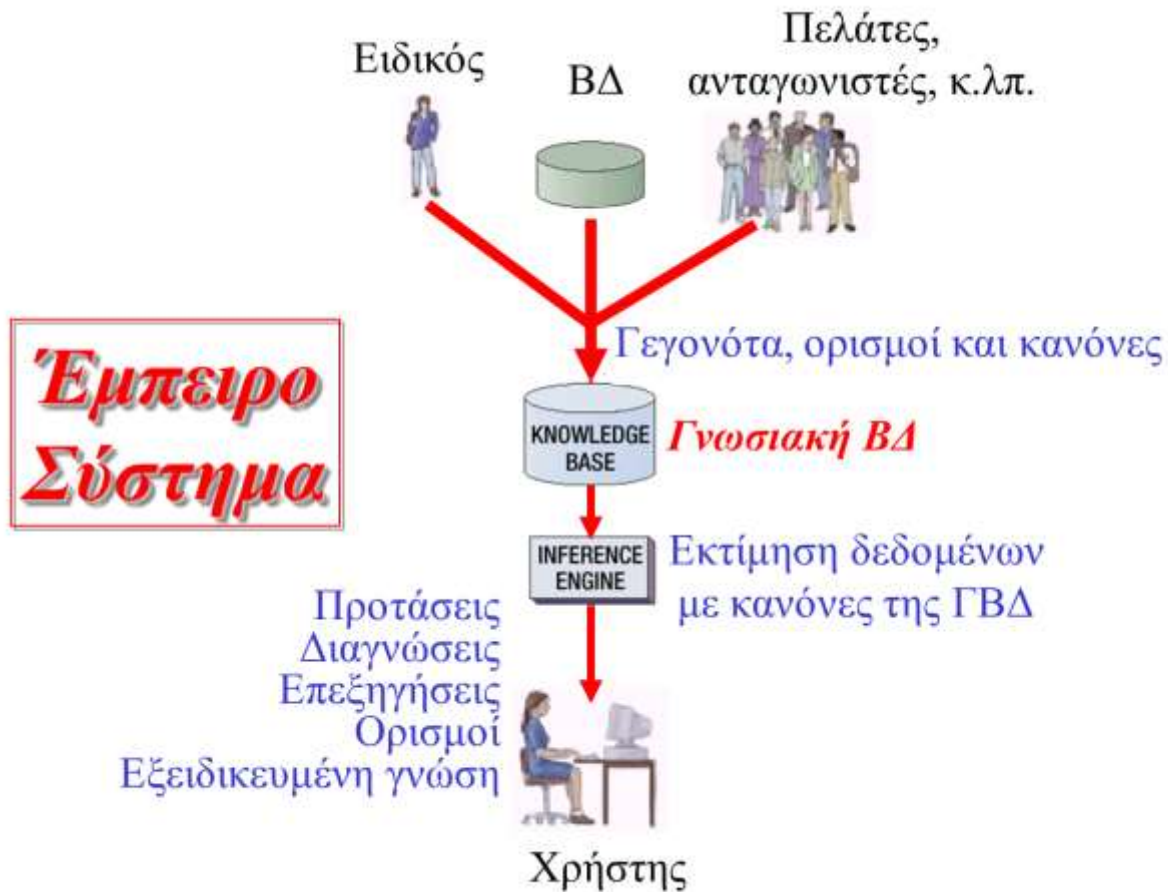 Ειδικός
ΒΔ
Πελάτες,
ανταγωνιστές, κ.λπ.
Έμπειρο
Σύστημα
Γεγονότα, ορισμοί και κανόνες
KNOWLEDGE
BASE
Γνωσιακή ΒΔ
INFERENCE
ENGINE
Εκτίμηση δεδομένων
με κανόνες της ΓΒΔ
Προτάσεις
Διαγνώσεις
Επεξηγήσεις
Ορισμοί
Εξειδικευμένη γνώση
Χρήστης